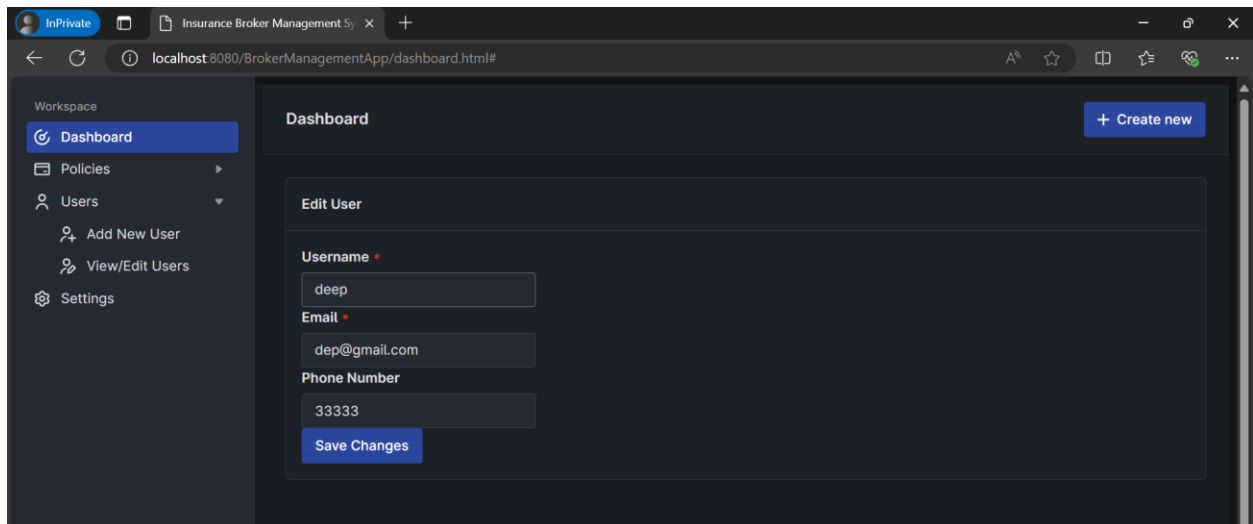 InPrivate
Insurance Broker Management Sy
localhost:8080/BrokerManagementApp/dashboard.html#
Workspace
Dashboard
Policies
Users
Add New User
View/Edit Users
Settings
Dashboard
+ Create new
Edit User
Username *
deep
Email *
dep@gmail.com
Phone Number
33333
Save Changes